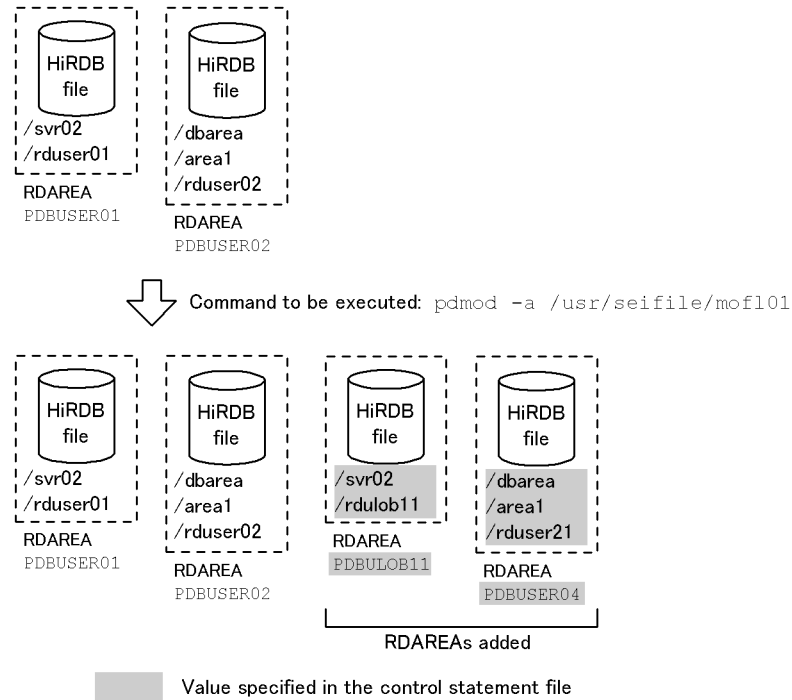 HiRDB
file
/svr02
/rduser01
RDAREA
PDBUSER01
HiRDB
file
/dbarea
/area1
/rduser02
RDAREA
PDBUSER02
Command to be executed: pdmod -a /usr/seifile/mofl01
HiRDB
file
/svr02
/rduser01
RDAREA
PDBUSER01
HiRDB
file
/dbarea
/area1
/rduser02
RDAREA
PDBUSER02
HiRDB
file
/svr02
/rdulob11
RDAREA
PDBULOB11
HiRDB
file
/dbarea
/area1
/rduser21
RDAREA
PDBUSER04
RDAREAs added
Value specified in the control statement file